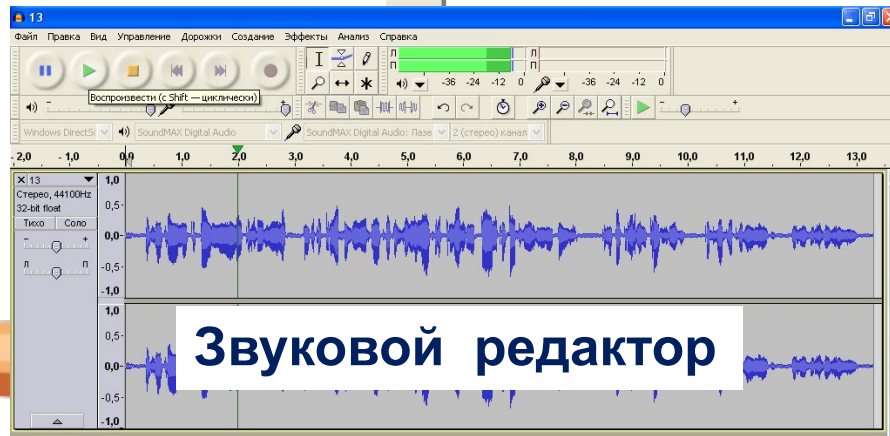 13
Файл Правка Вид Управление Дорожки Создание Эффекты Анализ Справка
Л
П
-36 -24 -12 0
Л
П
-36 -24 -12 0
Воспроизвести (с Shift — циклически)
Windows DirectSo
SoundMAX Digital Audio
SoundMAX Digital Audio: Лазе
2 (стерео) канал
- 2,0 - 1,0 0,0 1,0 2,0 3,0 4,0 5,0 6,0 7,0 8,0 9,0 10,0 11,0 12,0 13,0
13
Стерео, 44100Hz
32-bit float
Тихо Соло
- +
Л П
1,0
0,5
0,0
-0,5
-1,0
1,0
0,5
0,0
-0,5
-1,0
Звуковой редактор